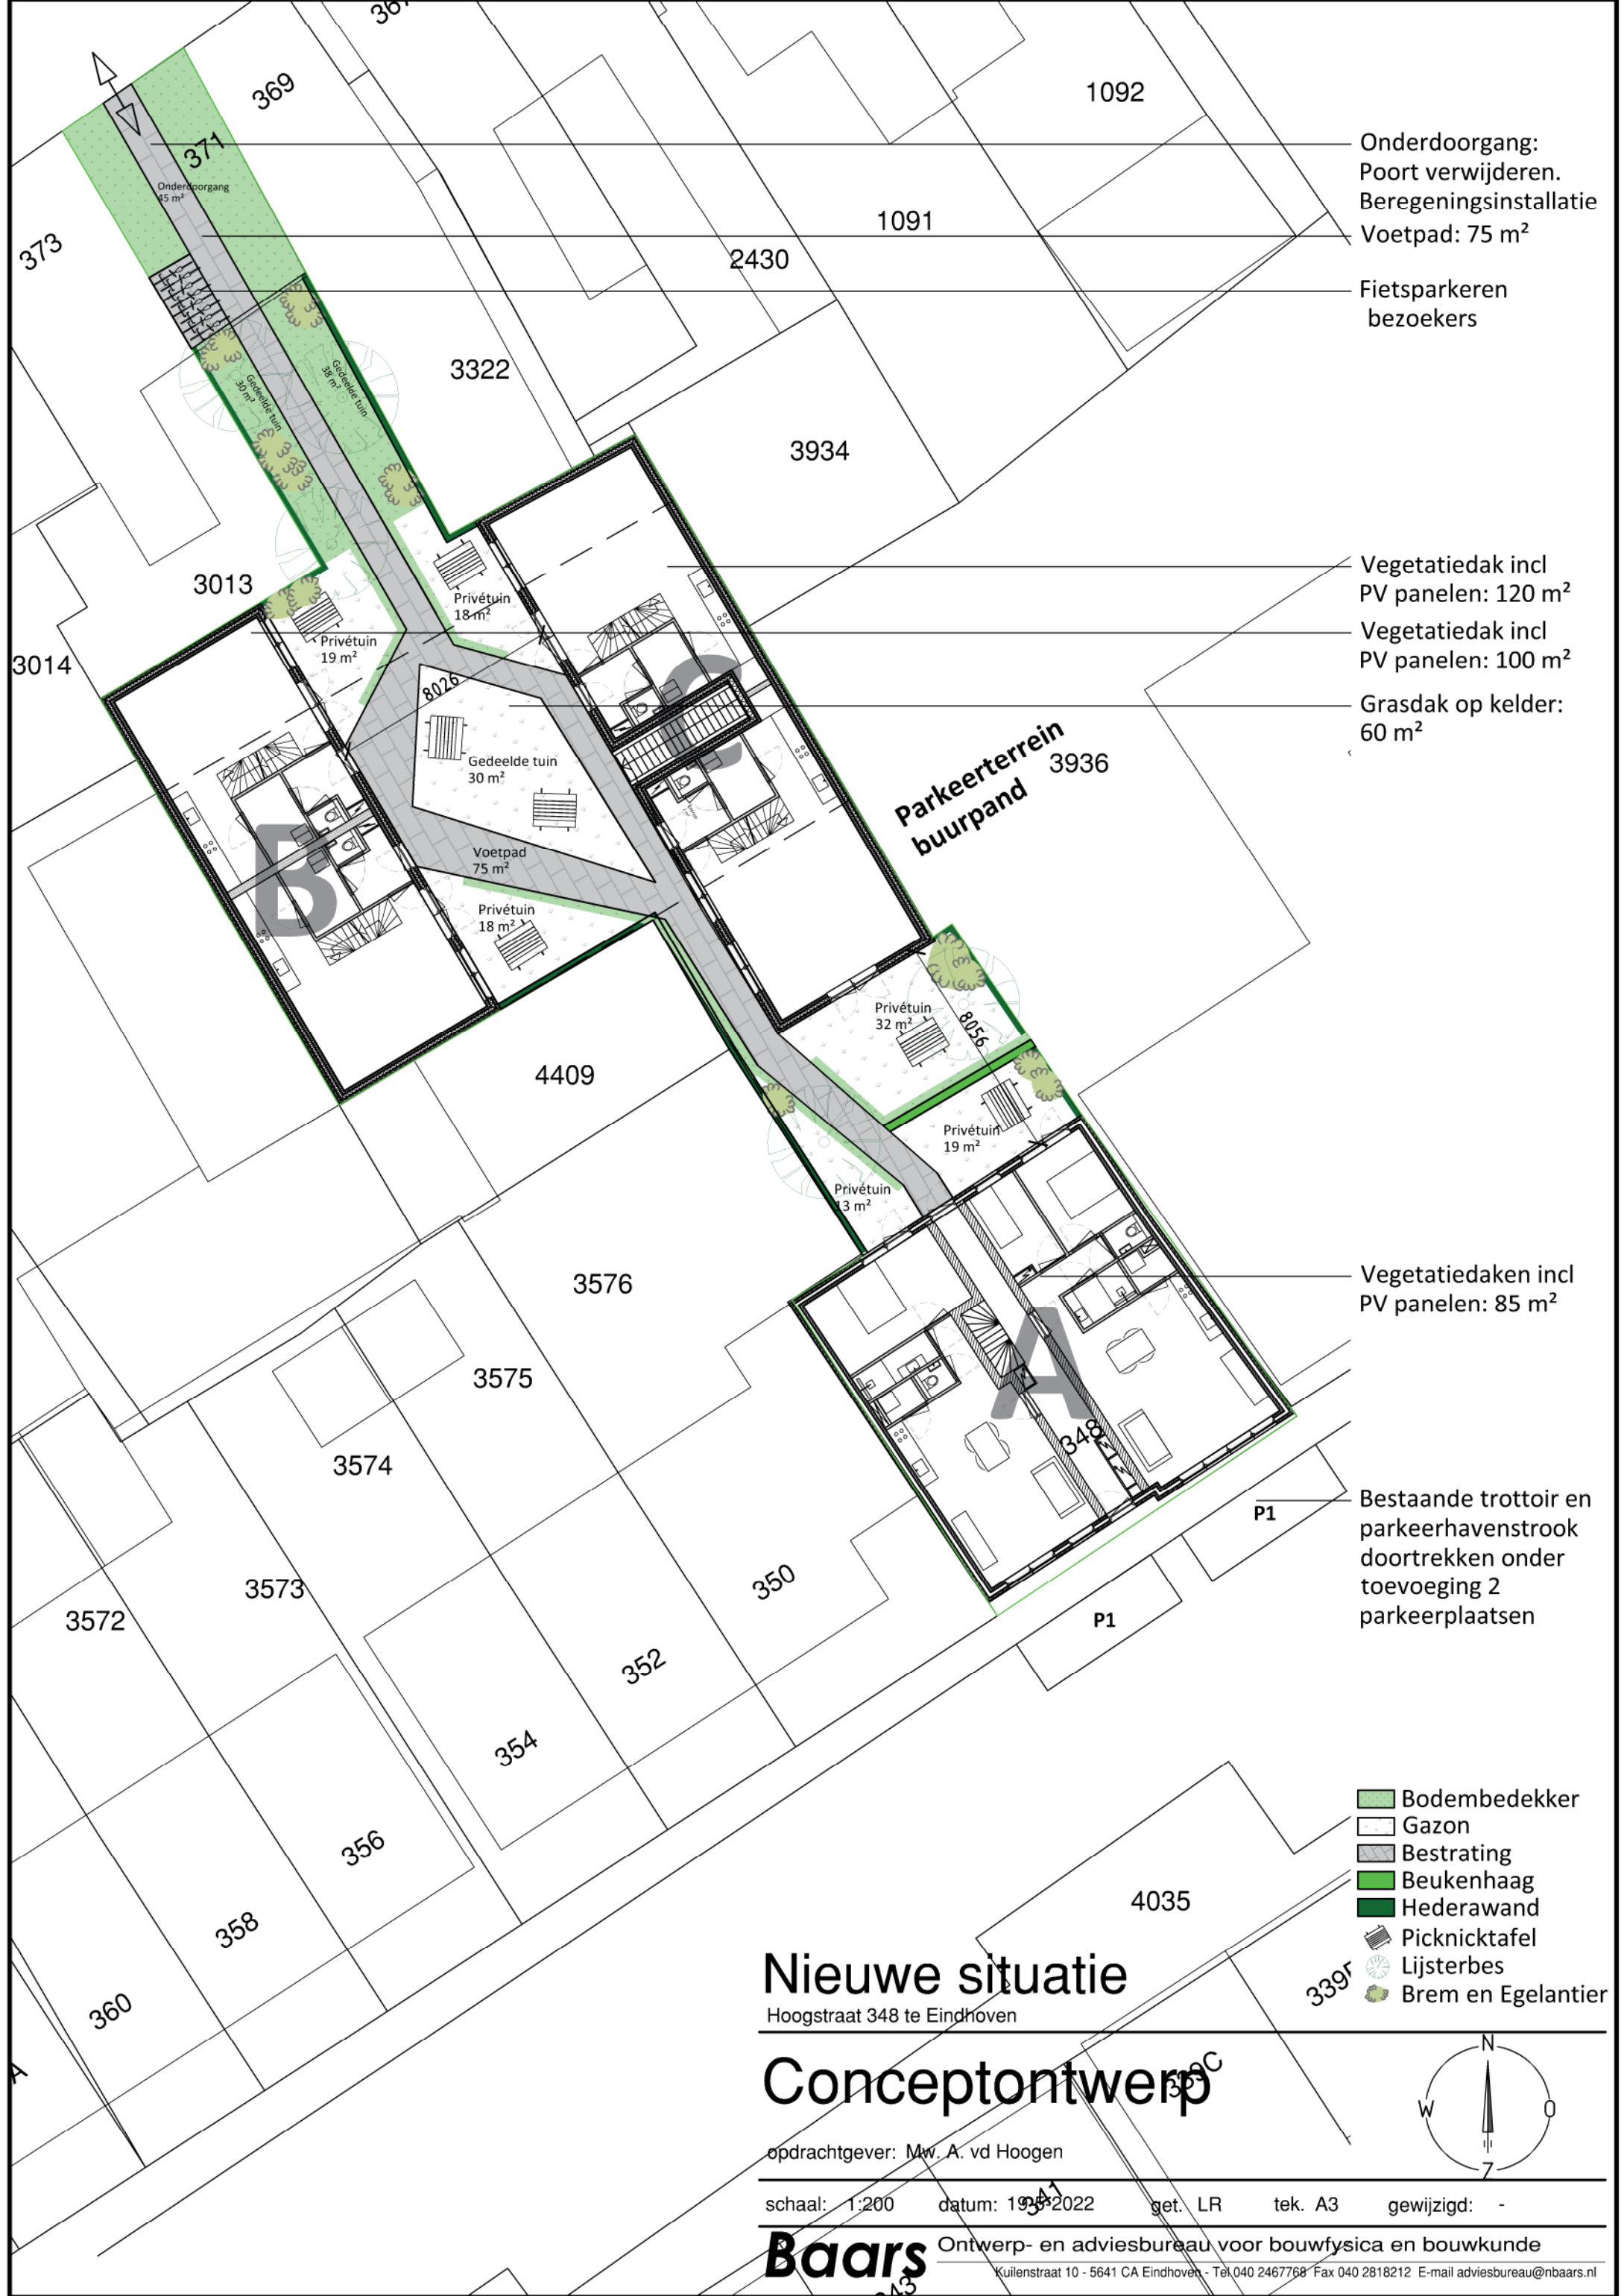 367
369
1092
371
Onderdoorgang
45 m²
373
1091
2430
Onderdoorgang:
Poort verwijderen.
Beregeningsinstallatie
Voetpad: 75 m²
Fietsparkeren
bezoekers
3322
Gedeelde tuin
30 m²
Gedeelde tuin
38 m²
3934
3013
3014
Privétuin
18 m²
Privétuin
19 m²
Vegetatiedak incl
PV panelen: 120 m²
Vegetatiedak incl
PV panelen: 100 m²
Grasdak op kelder:
60 m²
8026
C
Gedeelde tuin
30 m²
Parkeerterrein
buurpand
3936
B
Voetpad
75 m²
Privétuin
18 m²
Privétuin
32 m²
8056
4409
Privétuin
19 m²
Privétuin
13 m²
3576
Vegetatiedaken incl
PV panelen: 85 m²
A
348
3575
3574
3573
3572
350
352
354
356
358
360
A
P1
P1
Bestaande trottoir en
parkeerhavenstrook
doortrekken onder
toevoeging 2
parkeerplaatsen
Bodembedekker
Gazon
Bestrating
Beukenhaag
Hederawand
Picknicktafel
Lijsterbes
Brem en Egelantier
4035
339C
341
343
Nieuwe situatie
Hoogstraat 348 te Eindhoven
Conceptontwerp
N
W O
Z
opdrachtgever: Mw. A. vd Hoogen
schaal: 1:200 datum: get. LR tek. A3 gewijzigd: -
Baars Ontwerp- en adviesbureau voor bouwfysica en bouwkunde
Kuilenstraat 10 - 5641 CA Eindhoven - Tel 040 2467768 Fax 040 2818212 E-mail adviesbureau@nbaars.nl